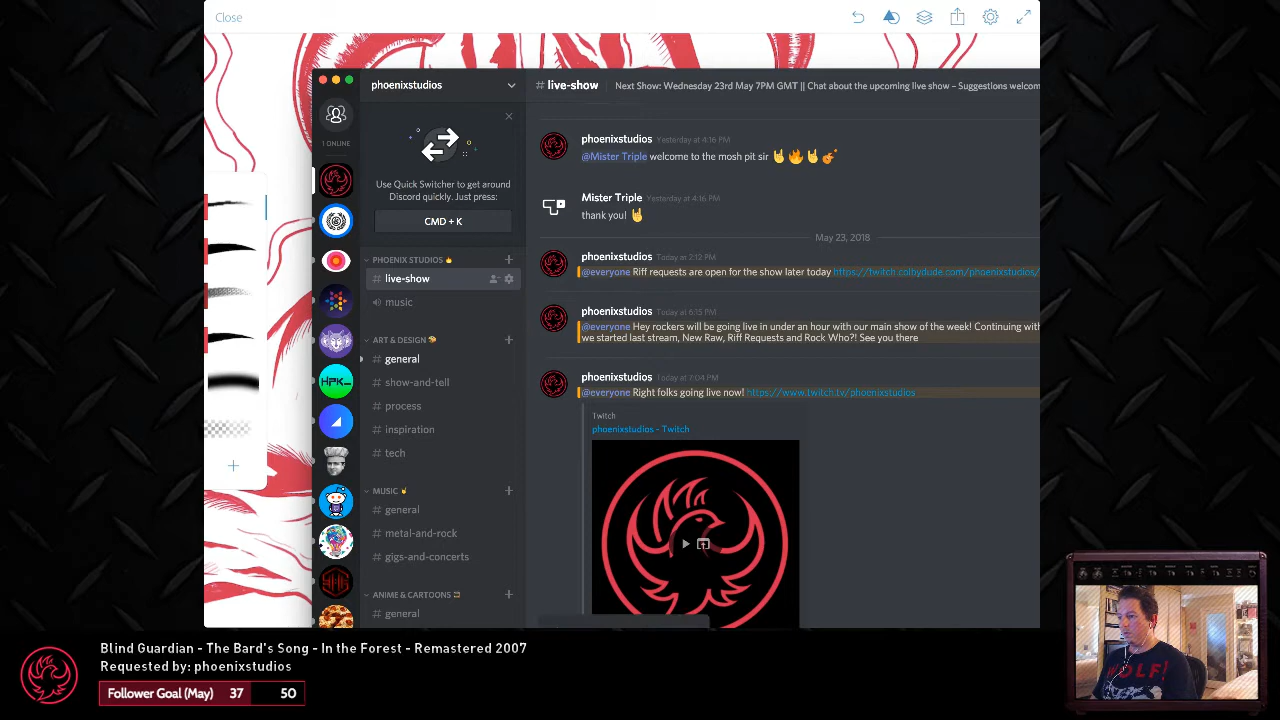 Close
phoenixstudios
# live-show
Next Show: Wednesday 23rd May 7PM GMT || Chat about the upcoming live show – Suggestions welcom
1 ONLINE
Use Quick Switcher to get around
Discord quickly. Just press:
CMD + K
PHOENIX STUDIOS 🔥
# live-show
music
ART & DESIGN 🎨
# general
# show-and-tell
# process
# inspiration
# tech
MUSIC 🤘
# general
# metal-and-rock
# gigs-and-concerts
ANIME & CARTOONS
# general
HPK_
phoenixstudios Yesterday at 4:16 PM
@Mister Triple welcome to the mosh pit sir 🤘🔥🤘🎸
Mister Triple Yesterday at 4:16 PM
thank you! 🤘
May 23, 2018
phoenixstudios Today at 2:12 PM
@everyone Riff requests are open for the show later today https://twitch.colbydude.com/phoenixstudios/
phoenixstudios Today at 6:15 PM
@everyone Hey rockers will be going live in under an hour with our main show of the week! Continuing with
we started last stream, New Raw, Riff Requests and Rock Who?! See you there
phoenixstudios Today at 7:04 PM
@everyone Right folks going live now! https://www.twitch.tv/phoenixstudios
Twitch
phoenixstudios - Twitch
WOLF!
Blind Guardian - The Bard's Song - In the Forest - Remastered 2007
Requested by: phoenixstudios
Follower Goal (May) 37 50